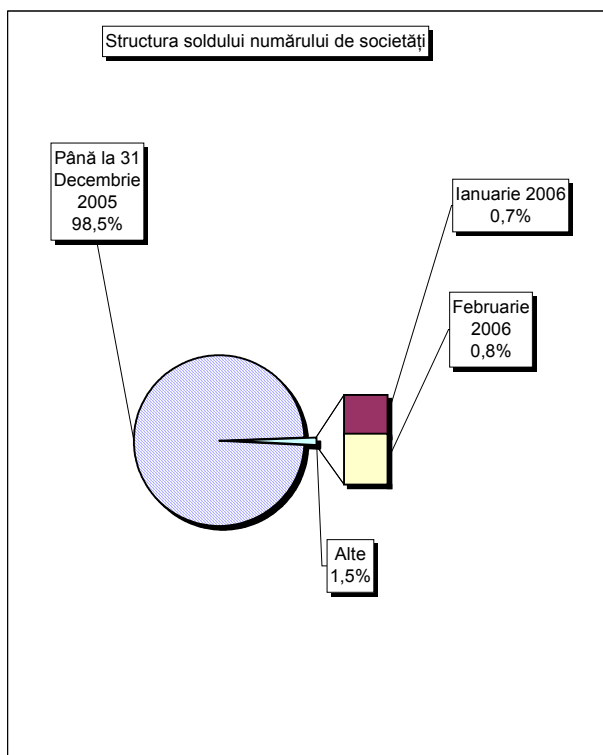 Structura soldului numărului de societăți
Până la 31
Decembrie
2005
98,5%
Ianuarie 2006
0,7%
Februarie
2006
0,8%
Alte
1,5%